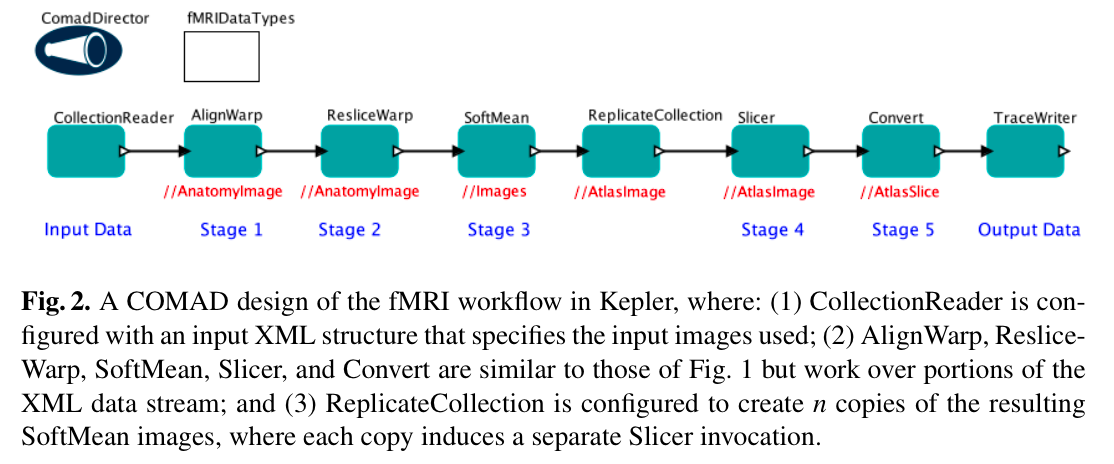 ComadDirector fMRIDataTypes
CollectionReader AlignWarp ResliceWarp SoftMean ReplicateCollection Slicer Convert TraceWriter
//AnatomyImage //AnatomyImage //Images //AtlasImage //AtlasImage //AtlasSlice
Input Data Stage 1 Stage 2 Stage 3 Stage 4 Stage 5 Output Data
Fig. 2. A COMAD design of the fMRI workflow in Kepler, where: (1) CollectionReader is con-
figured with an input XML structure that specifies the input images used; (2) AlignWarp, Reslice-
Warp, SoftMean, Slicer, and Convert are similar to those of Fig. 1 but work over portions of the
XML data stream; and (3) ReplicateCollection is configured to create n copies of the resulting
SoftMean images, where each copy induces a separate Slicer invocation.